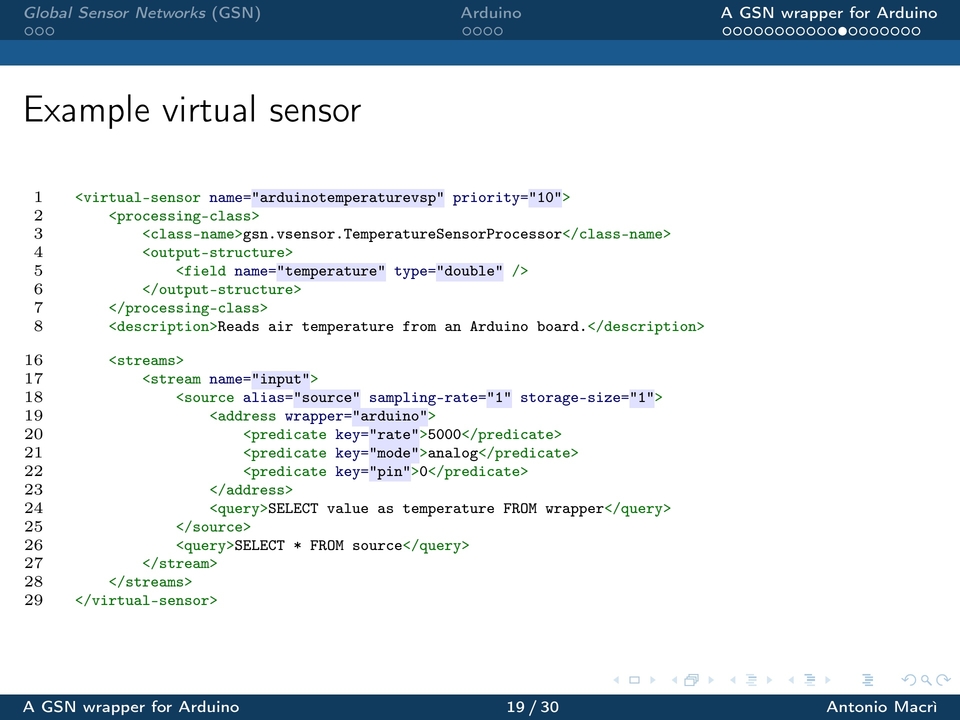 Global Sensor Networks (GSN) Arduino A GSN wrapper for Arduino
Example virtual sensor
1 <virtual-sensor name="arduinotemperaturevsp" priority="10">
2 <processing-class>
3 <class-name>gsn.vsensor.TemperatureSensorProcessor</class-name>
4 <output-structure>
5 <field name="temperature" type="double" />
6 </output-structure>
7 </processing-class>
8 <description>Reads air temperature from an Arduino board.</description>
16 <streams>
17 <stream name="input">
18 <source alias="source" sampling-rate="1" storage-size="1">
19 <address wrapper="arduino">
20 <predicate key="rate">5000</predicate>
21 <predicate key="mode">analog</predicate>
22 <predicate key="pin">0</predicate>
23 </address>
24 <query>SELECT value as temperature FROM wrapper</query>
25 </source>
26 <query>SELECT * FROM source</query>
27 </stream>
28 </streams>
29 </virtual-sensor>
A GSN wrapper for Arduino 19 / 30 Antonio Macrì